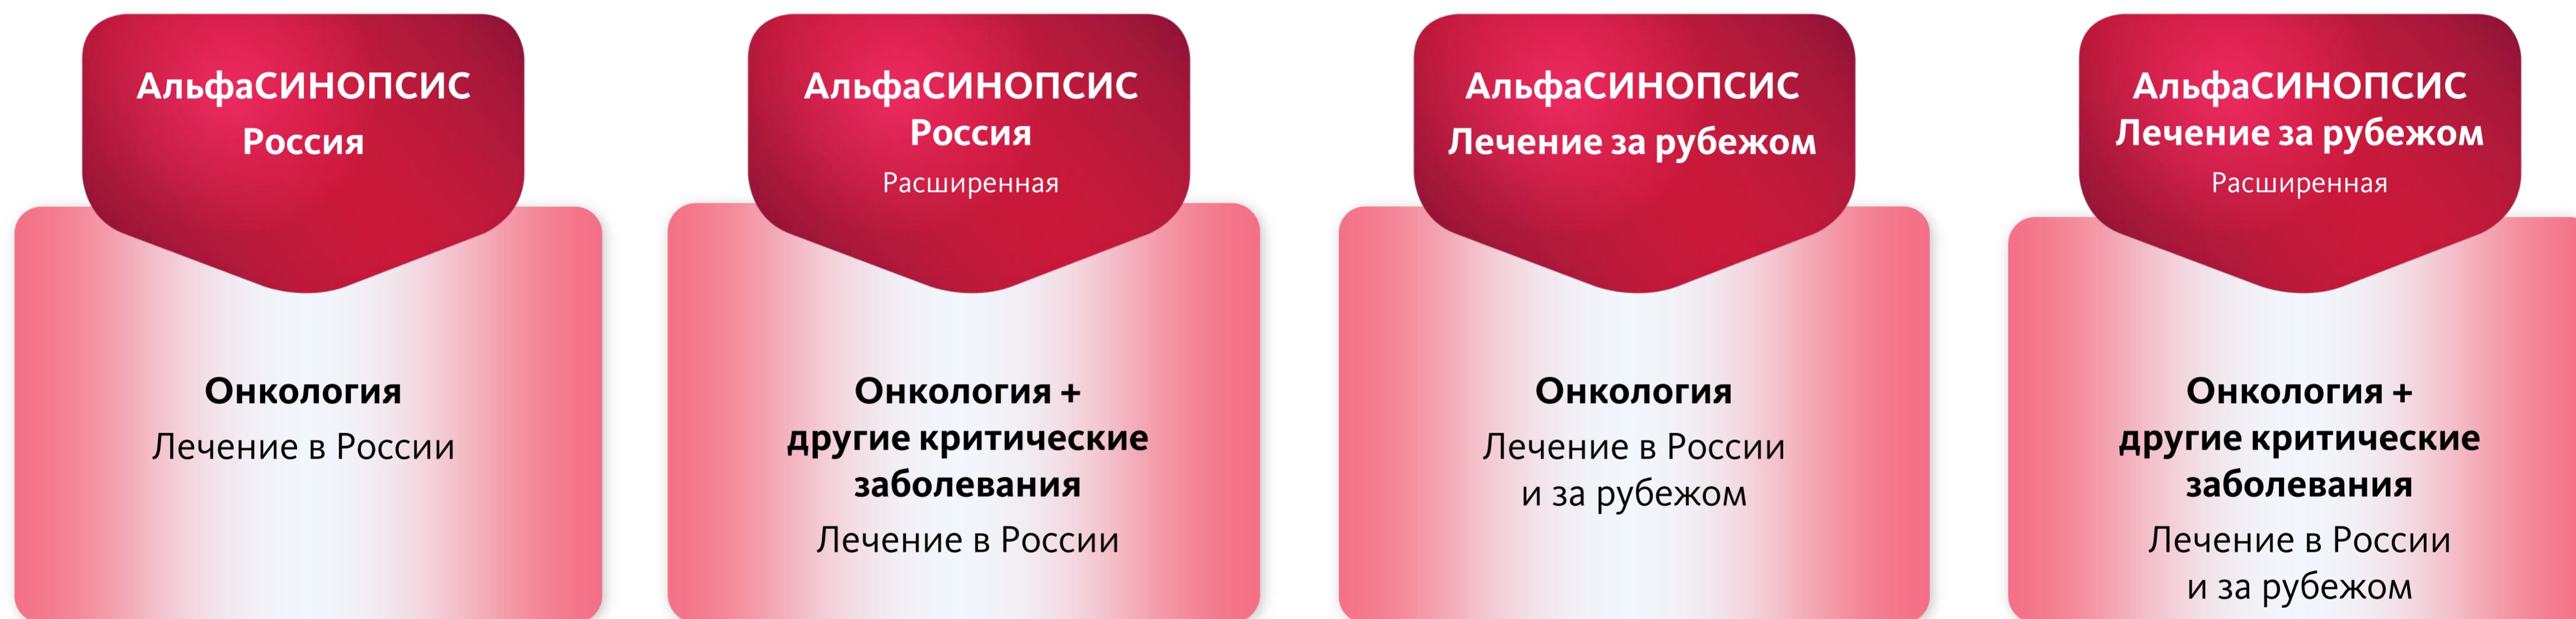 АльфаСИНОПСИС
Россия
Онкология
Лечение в России
АльфаСИНОПСИС
Россия
Расширенная
Онкология +
другие критические
заболевания
Лечение в России
АльфаСИНОПСИС
Лечение за рубежом
Онкология
Лечение в России
и за рубежом
АльфаСИНОПСИС
Лечение за рубежом
Расширенная
Онкология +
другие критические
заболевания
Лечение в России
и за рубежом